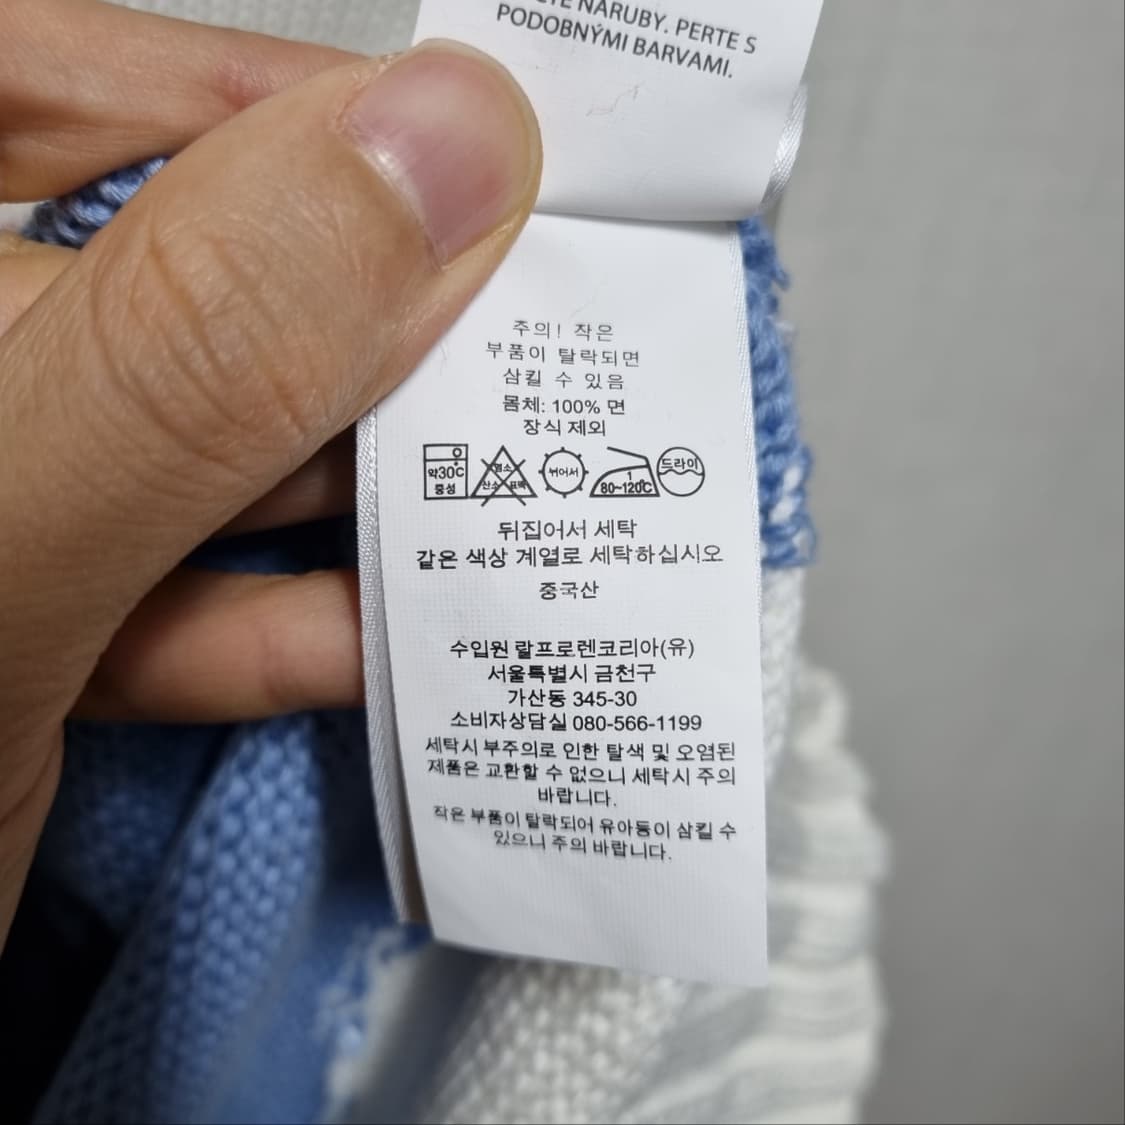 NARUBY. PERTE S
PODOBNÝMI BARVAMI.
주의! 작은
부품이 탈락되면
삼킬 수 있음
몸체: 100% 면
장식 제외
약30℃
중성
염소
산소 표백
뉘어서
1
80~120℃
드라이
뒤집어서 세탁
같은 색상 계열로 세탁하십시오
중국산
수입원 랄프로렌코리아(유)
서울특별시 금천구
가산동 345-30
소비자상담실 080-566-1199
세탁시 부주의로 인한 탈색 및 오염된
제품은 교환할 수 없으니 세탁시 주의
바랍니다.
작은 부품이 탈락되어 유아등이 삼킬 수
있으니 주의 바랍니다.